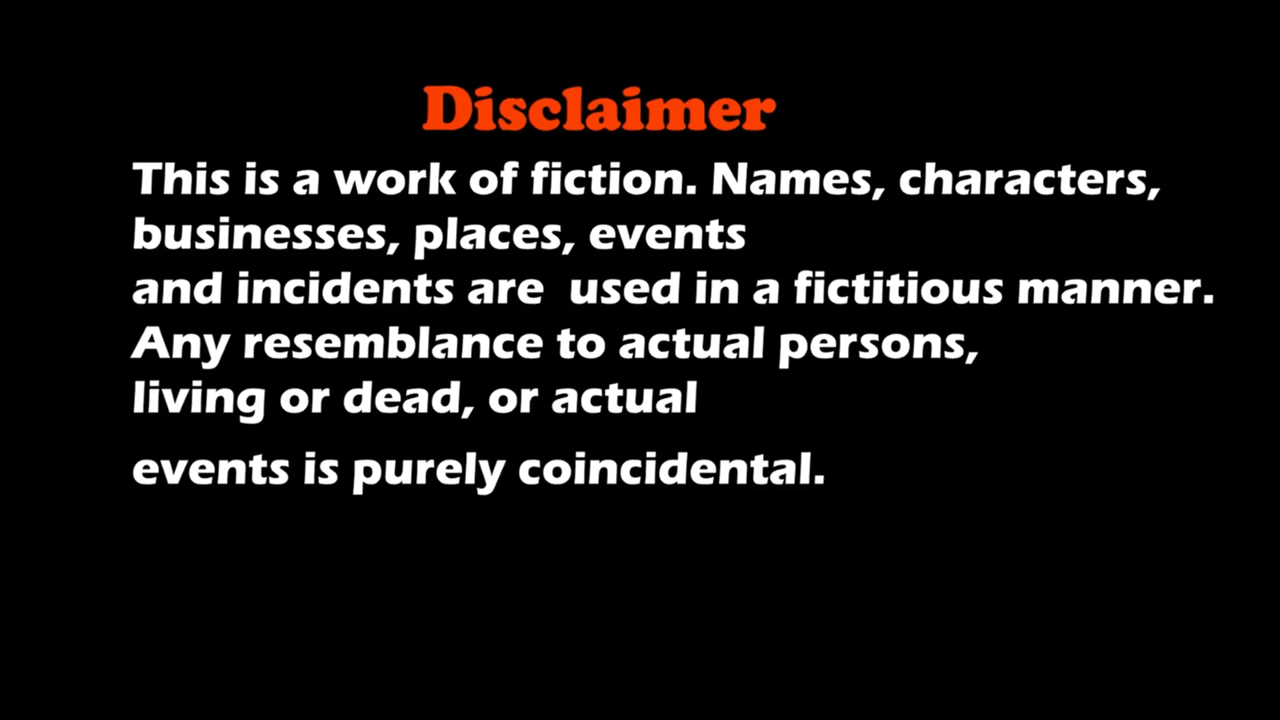 Disclaimer
This is a work of fiction. Names, characters,
businesses, places, events
and incidents are  used in a fictitious manner.
Any resemblance to actual persons,
living or dead, or actual
events is purely coincidental.